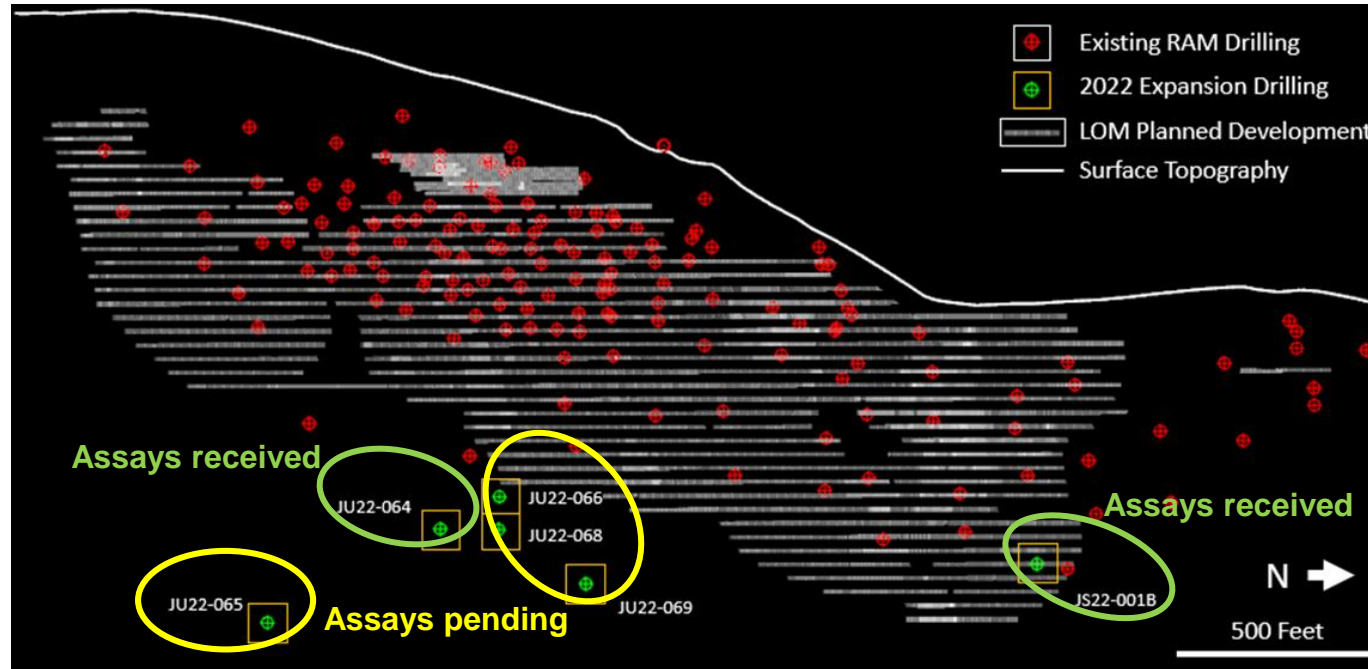 Existing RAM Drilling
2022 Expansion Drilling
LOM Planned Development
Surface Topography
Assays received
JU22-064
JU22-066
JU22-068
JU22-069
JU22-065
Assays pending
Assays received
JS22-001B
N
500 Feet